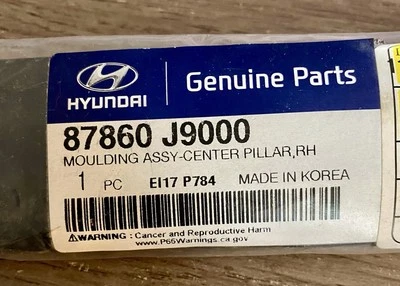 HYUNDAI Genuine Parts
87860 J9000
MOULDING ASSY-CENTER PILLAR,RH
1 PC EI17 P784 MADE IN KOREA
WARNING : Cancer and Reproductive Harm
www.P65Warnings.ca.gov